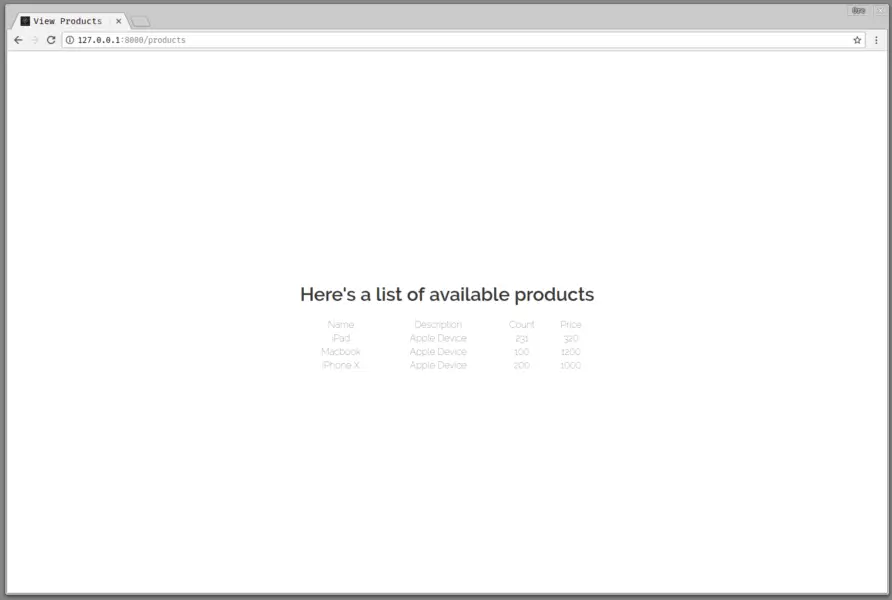 View Products
127.0.0.1:8000/products
Here's a list of available products
Name Description Count Price
iPad Apple Device 231 320
Macbook Apple Device 100 1200
iPhone X Apple Device 200 1000